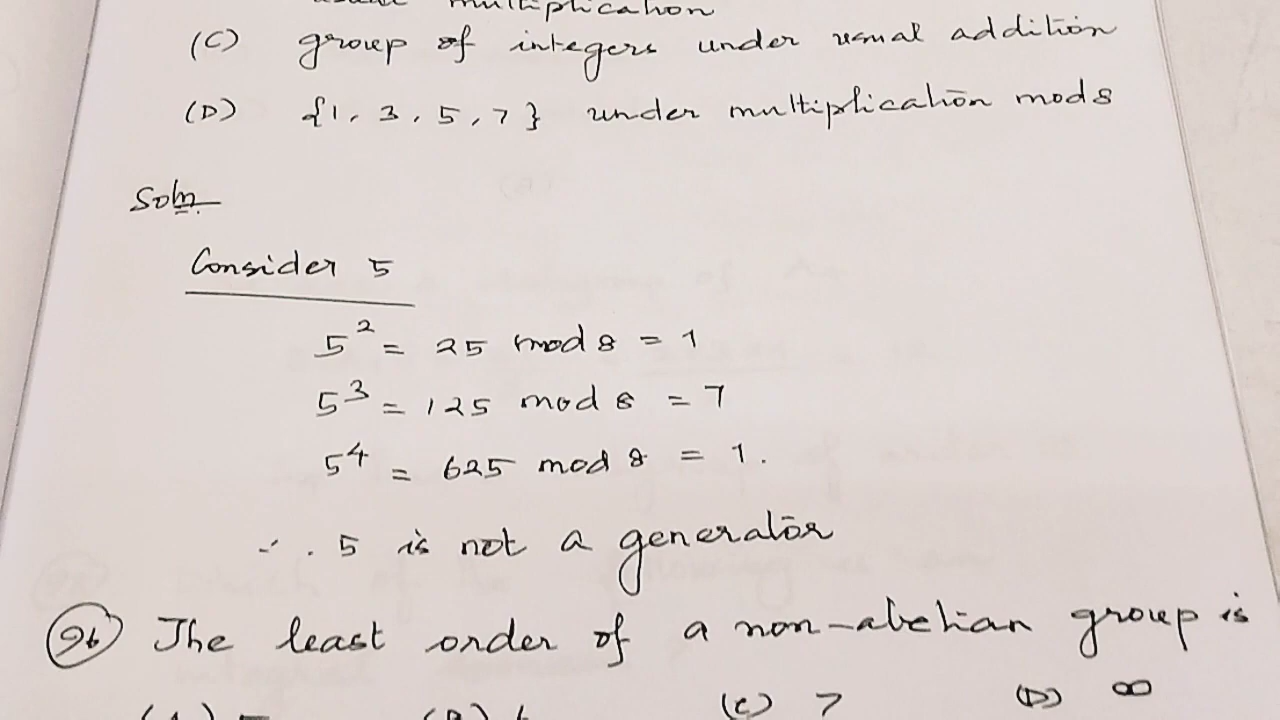 multiplication
(C) group of integers under usual addition
(D) {1, 3, 5, 7} under multiplication mod 8
Soln.
Consider 5
5² = 25 mod 8 = 1
5³ = 125 mod 8 = 7
5⁴ = 625 mod 8 = 1.
∴ 5 is not a generator
96 The least order of a non-abelian group is
(A) (B) (C) 7 (D) ∞